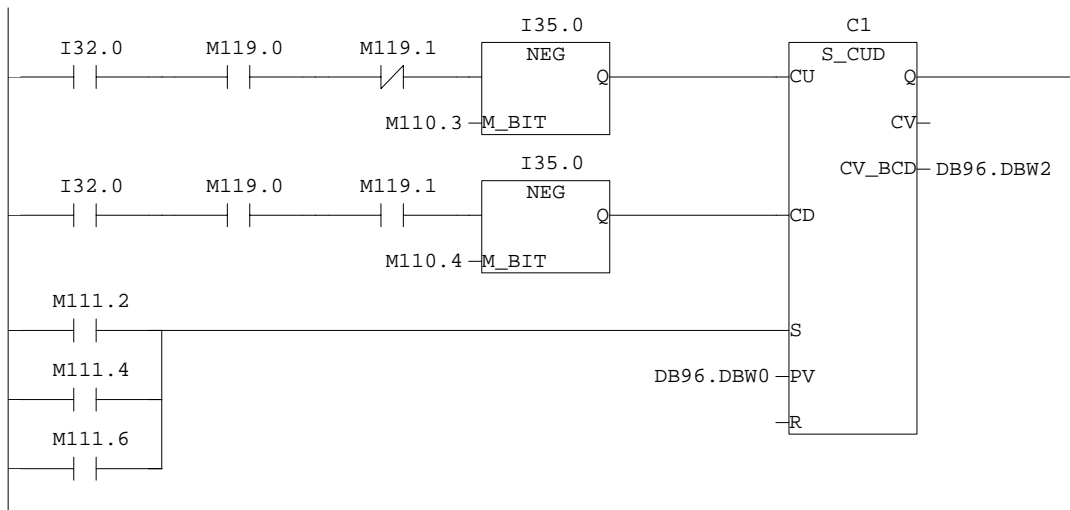 I35.0 C1
I32.0 M119.0 M119.1 NEG S_CUD
Q CU Q
M110.3 M_BIT CV
I35.0 CV_BCD DB96.DBW2
I32.0 M119.0 M119.1 NEG
Q CD
M110.4 M_BIT
M111.2
S
M111.4 DB96.DBW0 PV
R
M111.6